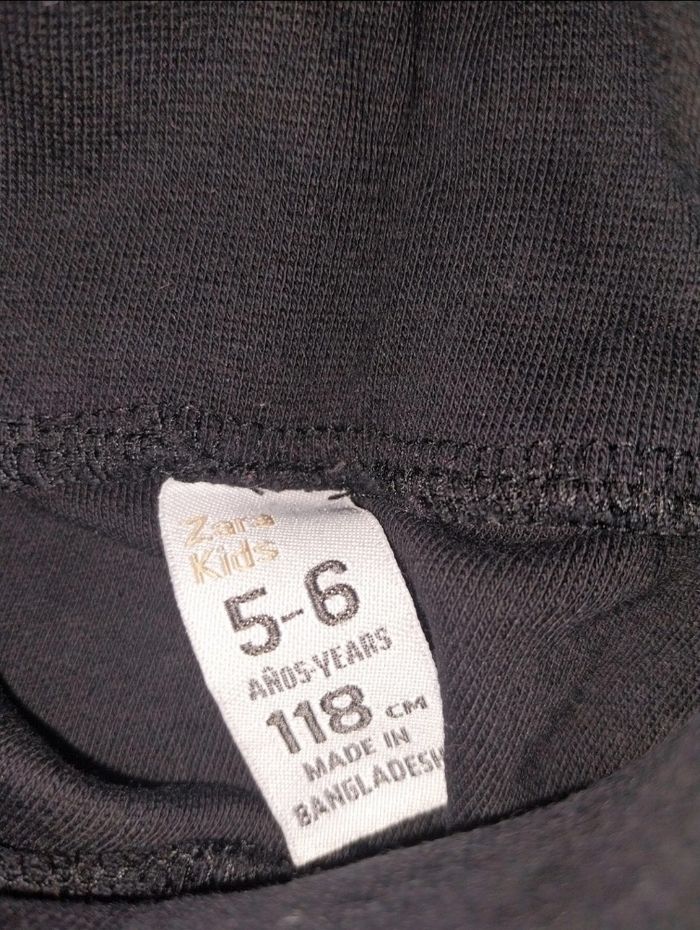 Zara
Kids
5-6
AÑOS-YEARS
118 CM
MADE IN
BANGLADESH